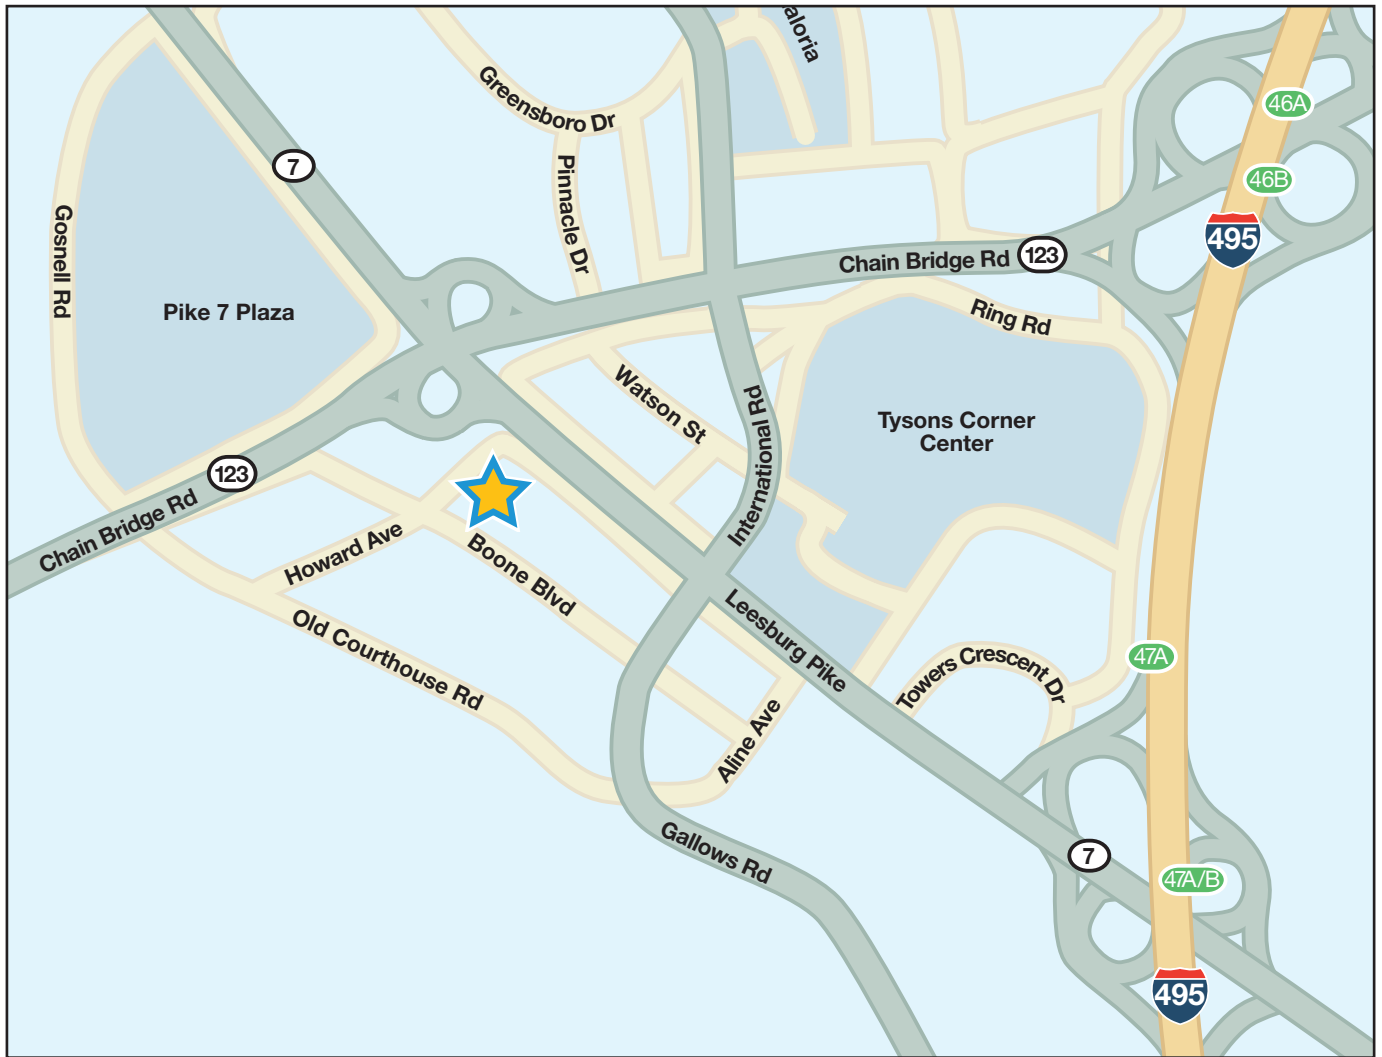 aloria
46A
Greensboro Dr
7
Pinnacle Dr
46B
Gosnell Rd
495
Chain Bridge Rd
123
Pike 7 Plaza
Ring Rd
Watson St
International Rd
Tysons Corner
Center
123
Chain Bridge Rd
Howard Ave
Boone Blvd
Leesburg Pike
Old Courthouse Rd
47A
Towers Crescent Dr
Aline Ave
Gallows Rd
7
47A/B
495